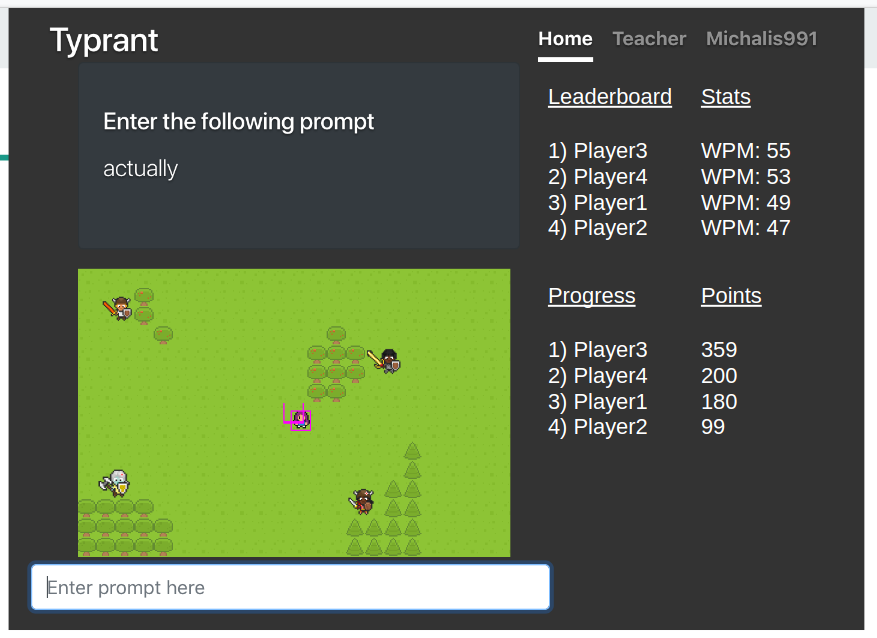 Typrant
Home Teacher Michalis991
Enter the following prompt
actually
Leaderboard Stats
1) Player3 WPM: 55
2) Player4 WPM: 53
3) Player1 WPM: 49
4) Player2 WPM: 47
Progress Points
1) Player3 359
2) Player4 200
3) Player1 180
4) Player2 99
Enter prompt here